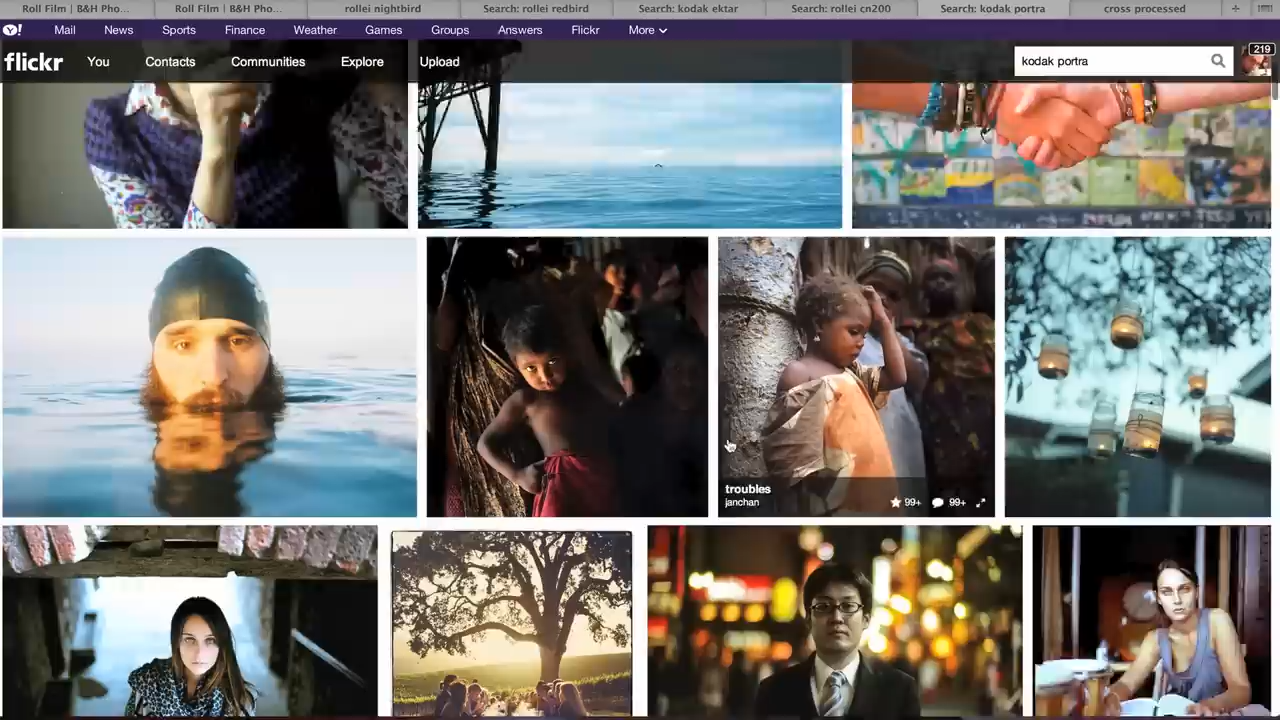 Roll Film | B&H Pho...
Roll Film | B&H Pho...
rollei nightbird
Search: rollei redbird
Search: kodak ektar
Search: rollei cn200
Search: kodak portra
cross processed
+
Y!
Mail
News
Sports
Finance
Weather
Games
Groups
Answers
Flickr
More
flickr
You
Contacts
Communities
Explore
Upload
kodak portra
219
troubles
janchan
99+
99+